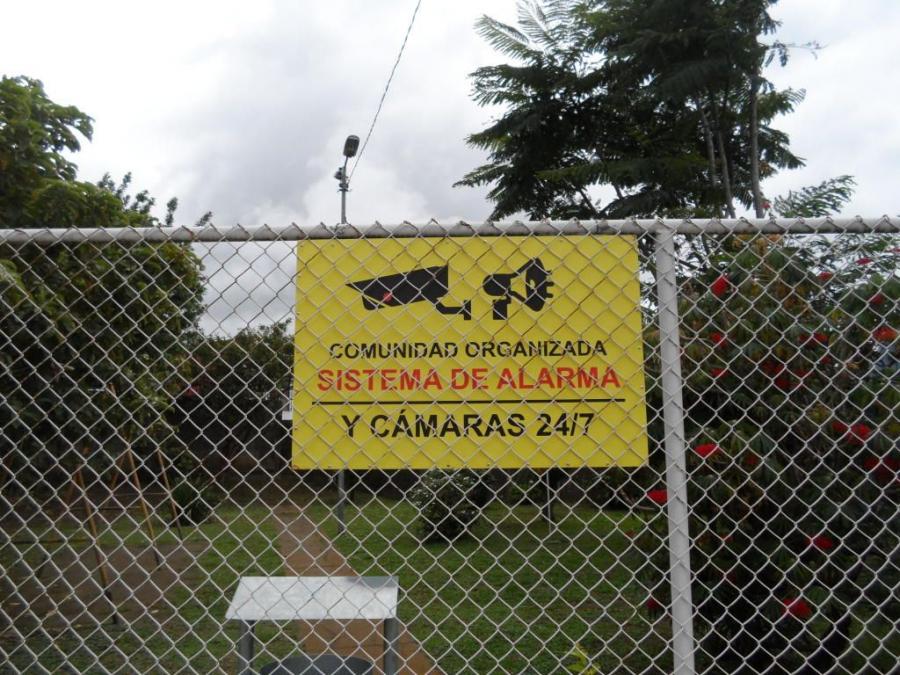 COMUNIDAD ORGANIZADA
SISTEMA DE ALARMA
Y CÁMARAS 24/7